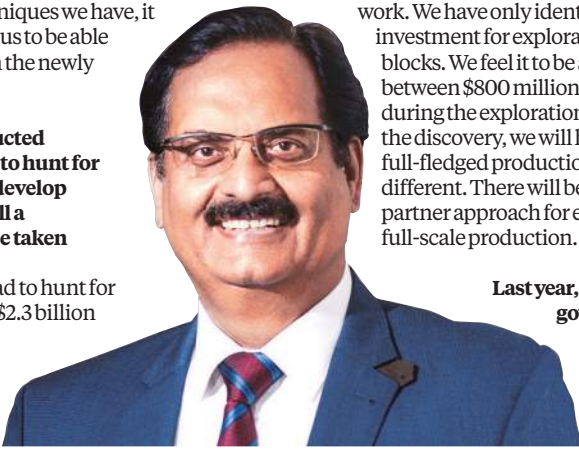 niques we have, it
us to be able
n the newly
ucted
to hunt for
develop
ll a
e taken
ad to hunt for
$2.3 billion
work. We have only ident
investment for explora
blocks. We feel it to be a
between $800 million
during the exploration
the discovery, we will h
full-fledged productio
different. There will be
partner approach for e
full-scale production.
Last year,
gov